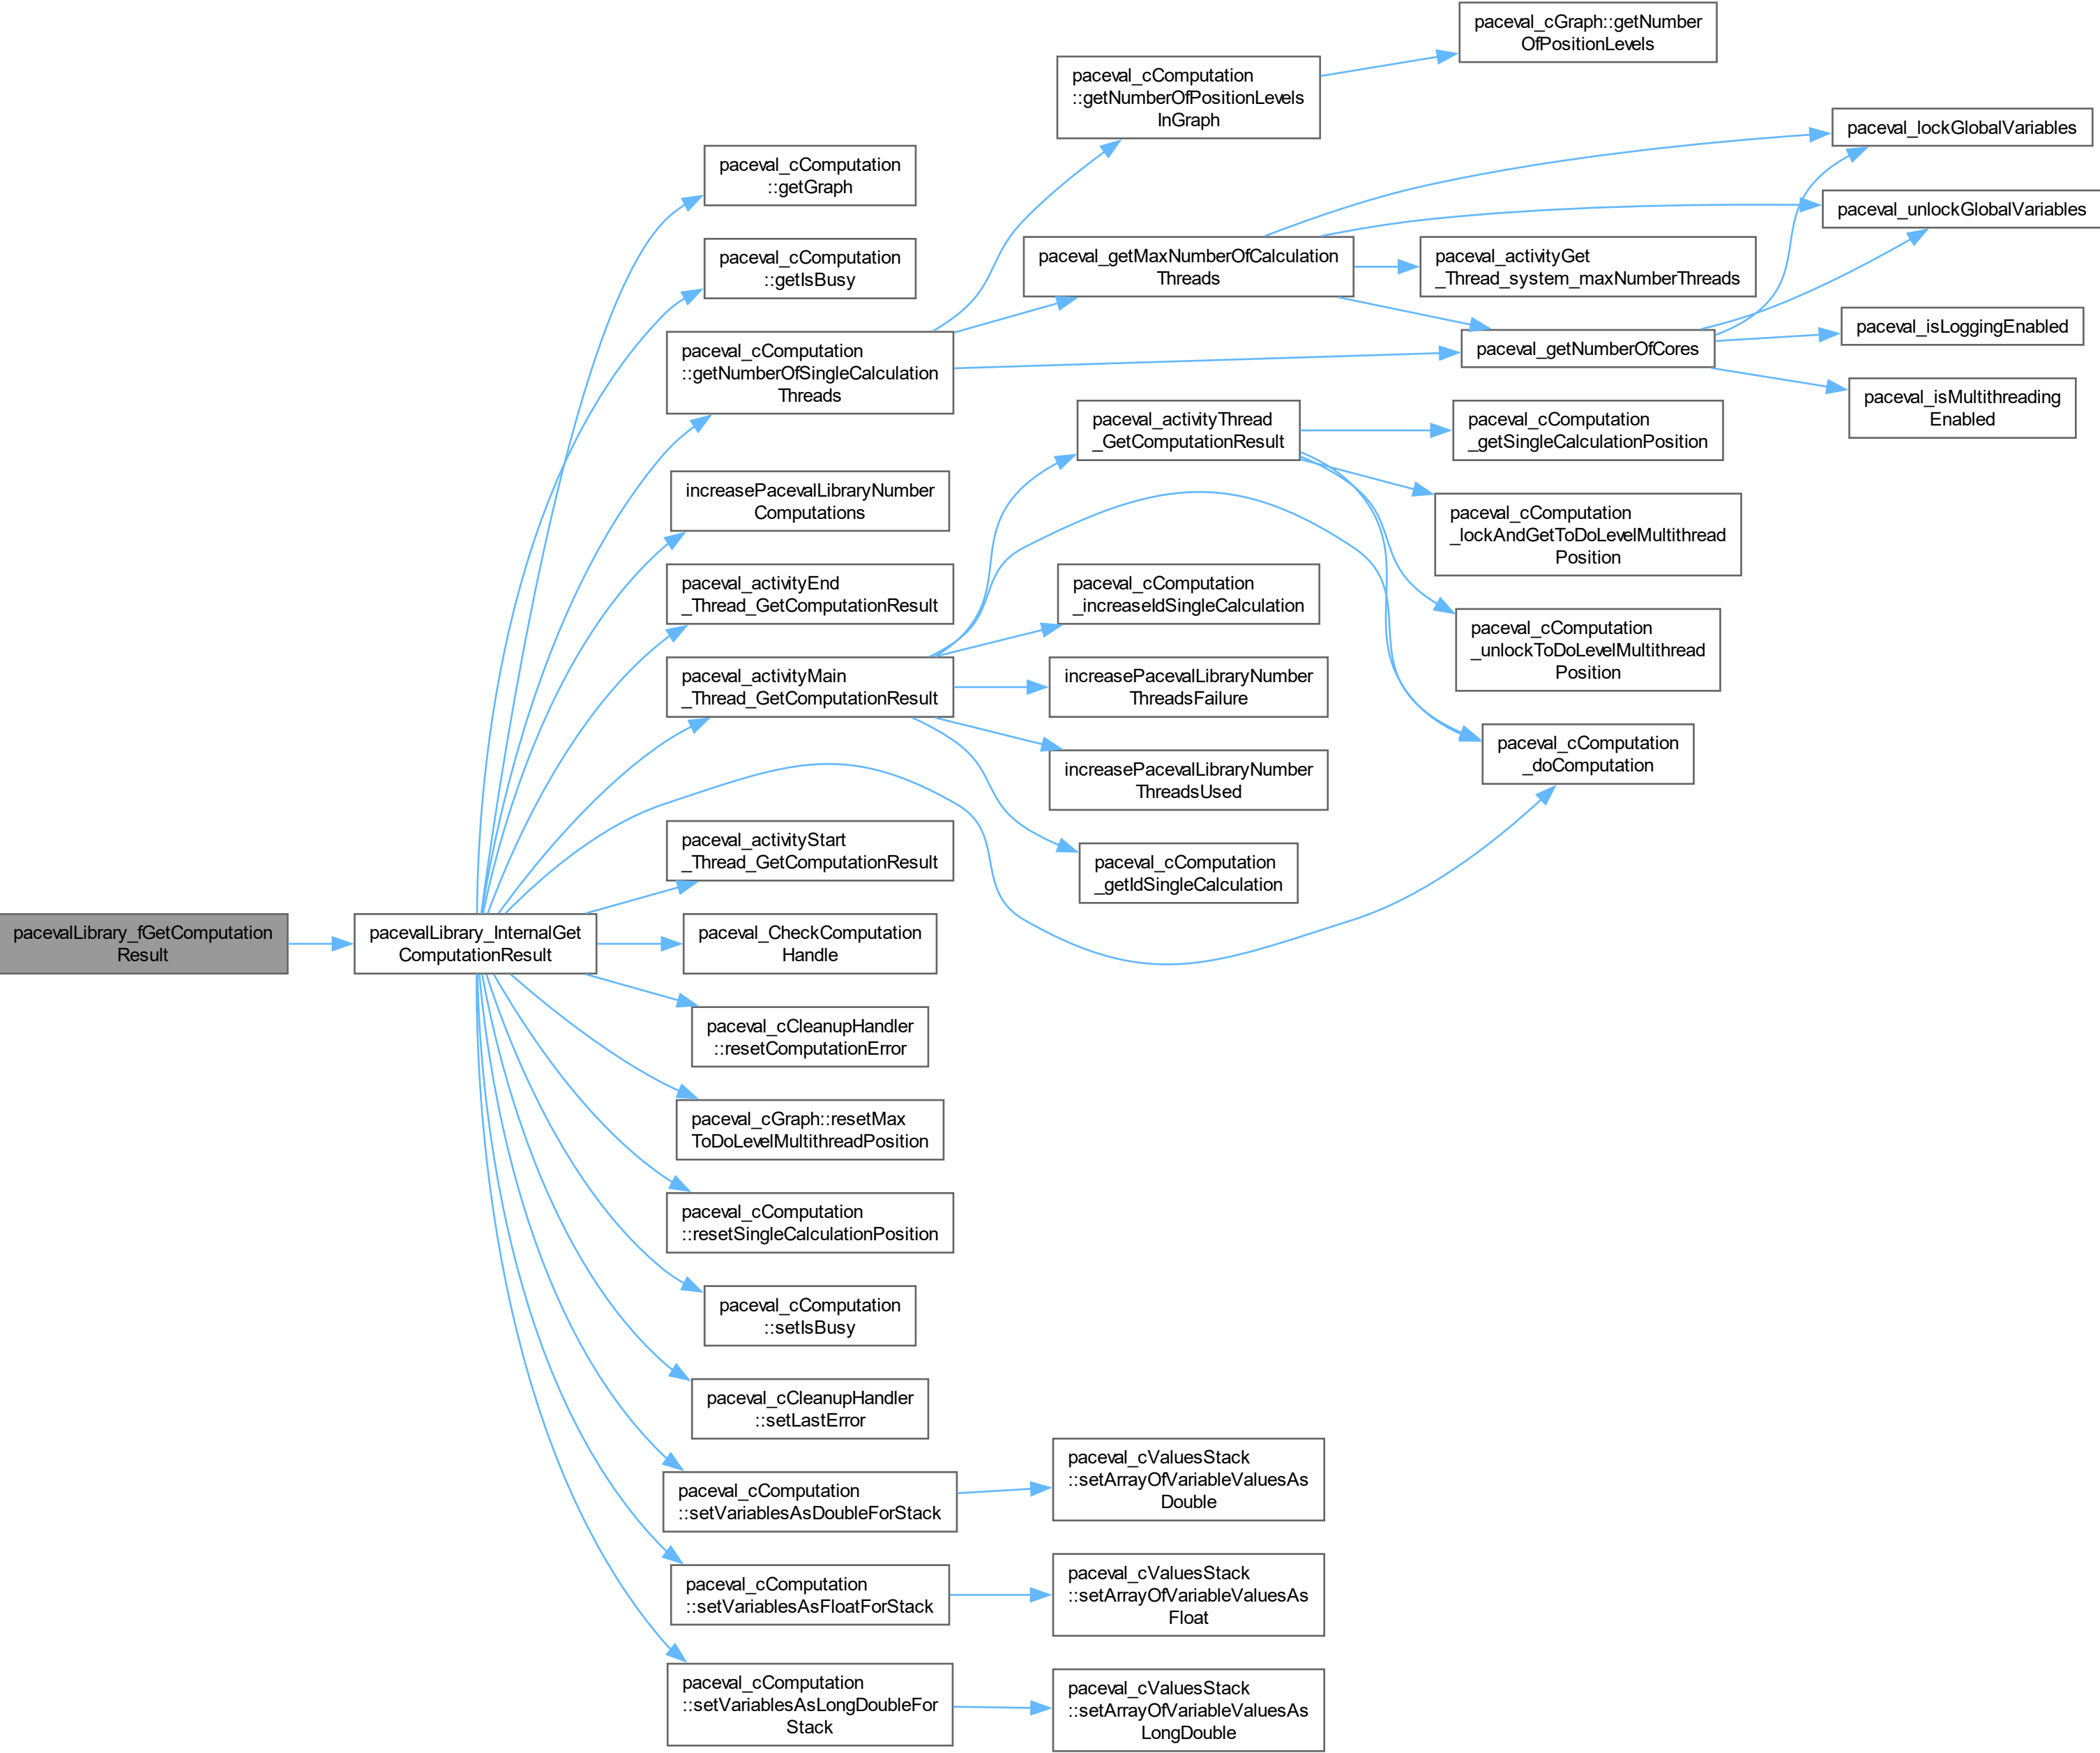 pacevalLibrary_fGetComputation
Result
pacevalLibrary_InternalGet
ComputationResult
paceval_cComputation
::getGraph
paceval_cComputation
::getIsBusy
paceval_cComputation
::getNumberOfSingleCalculation
Threads
increasePacevalLibraryNumber
Computations
paceval_activityEnd
_Thread_GetComputationResult
paceval_activityMain
_Thread_GetComputationResult
paceval_activityStart
_Thread_GetComputationResult
paceval_CheckComputation
Handle
paceval_cCleanupHandler
::resetComputationError
paceval_cGraph::resetMax
ToDoLevelMultithreadPosition
paceval_cComputation
::resetSingleCalculationPosition
paceval_cComputation
::setIsBusy
paceval_cCleanupHandler
::setLastError
paceval_cComputation
::setVariablesAsDoubleForStack
paceval_cComputation
::setVariablesAsFloatForStack
paceval_cComputation
::setVariablesAsLongDoubleFor
Stack
paceval_cComputation
::getNumberOfPositionLevels
InGraph
paceval_getMaxNumberOfCalculation
Threads
paceval_activityThread
_GetComputationResult
paceval_cComputation
_increaseIdSingleCalculation
increasePacevalLibraryNumber
ThreadsFailure
increasePacevalLibraryNumber
ThreadsUsed
paceval_cComputation
_getIdSingleCalculation
paceval_cValuesStack
::setArrayOfVariableValuesAs
Double
paceval_cValuesStack
::setArrayOfVariableValuesAs
Float
paceval_cValuesStack
::setArrayOfVariableValuesAs
LongDouble
paceval_cGraph::getNumber
OfPositionLevels
paceval_activityGet
_Thread_system_maxNumberThreads
paceval_getNumberOfCores
paceval_cComputation
_getSingleCalculationPosition
paceval_cComputation
_lockAndGetToDoLevelMultithread
Position
paceval_cComputation
_unlockToDoLevelMultithread
Position
paceval_cComputation
_doComputation
paceval_lockGlobalVariables
paceval_unlockGlobalVariables
paceval_isLoggingEnabled
paceval_isMultithreading
Enabled